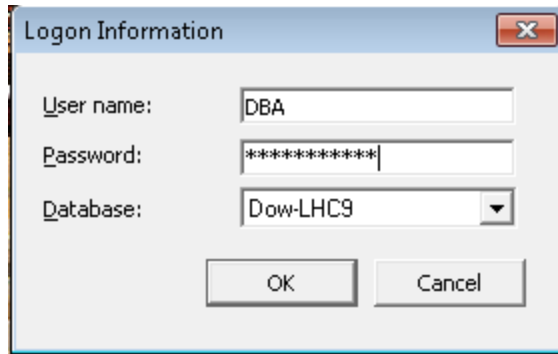 Logon Information
User name: DBA
Password: ***********
Database: Dow-LHC9
OK Cancel